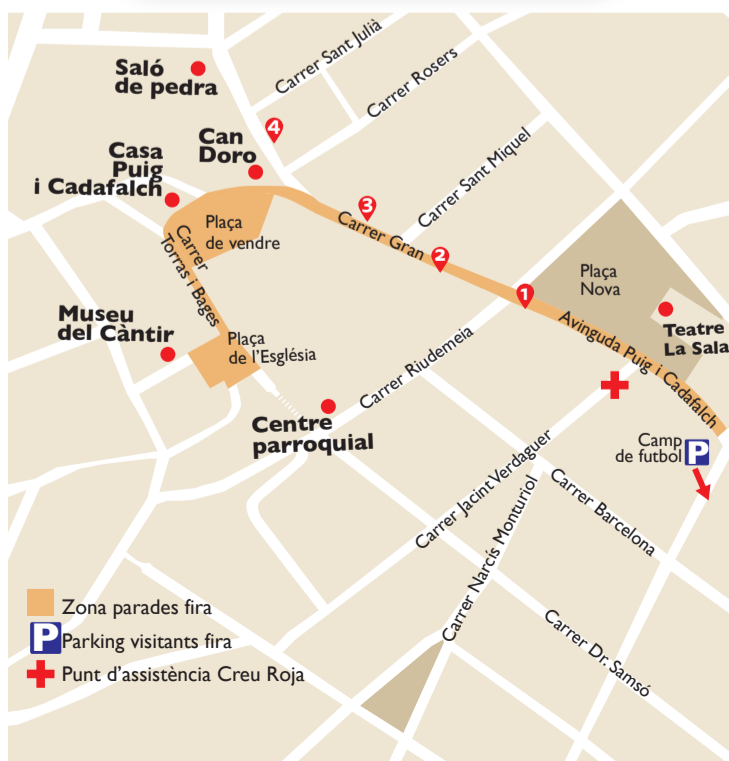 Carrer Sant Julià
Carrer Rosers
Saló
de pedra
4
Can
Doro
Casa
Puig
i Cadafalch
Carrer Sant Miquel
3
Plaça
de vendre
Carrer Gran
2
Carrer
Torras i Bages
Plaça
Nova
1
Museu
del Càntir
Plaça
de l'Església
Avinguda Puig i Cadafalch
Teatre
La Sala
Carrer Riudemeia
Centre
parroquial
Camp
de futbol
P
Carrer Jacint Verdaguer
Carrer Narcís Monturiol
Carrer Barcelona
Carrer Dr. Samsó
Zona parades fira
P Parking visitants fira
Punt d'assistència Creu Roja